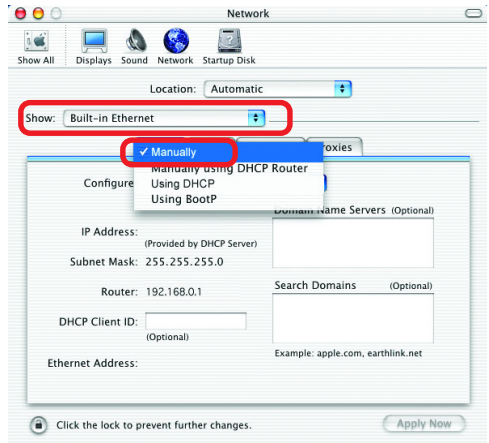 Network
Show All Displays Sound Network Startup Disk
Location: Automatic
Show: Built-in Ethernet
✓ Manually
Manually using DHCP Router
Using DHCP
Using BootP
Configure
Domain Name Servers (Optional)
IP Address:
(Provided by DHCP Server)
Subnet Mask: 255.255.255.0
Router: 192.168.0.1
Search Domains (Optional)
DHCP Client ID:
(Optional)
Example: apple.com, earthlink.net
Ethernet Address:
Click the lock to prevent further changes.
Apply Now